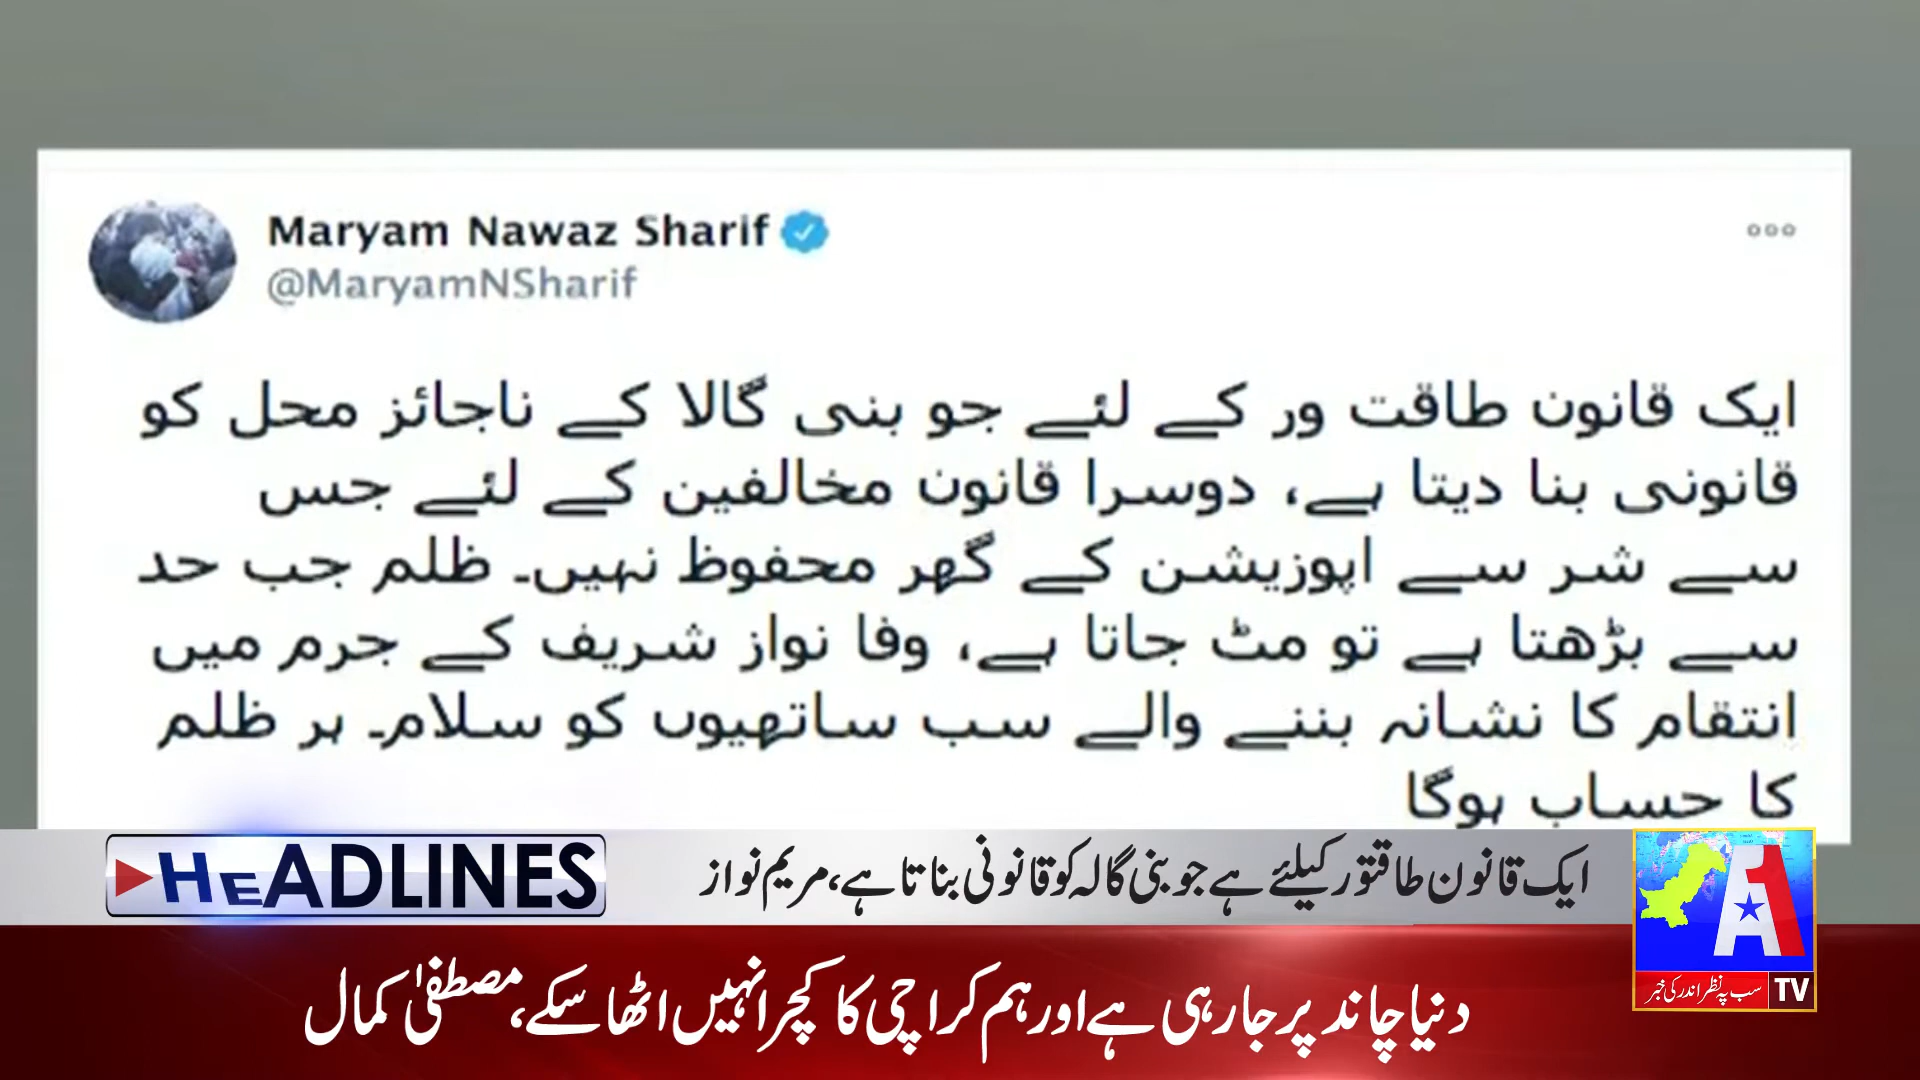 Maryam Nawaz Sharif
@MaryamNSharif
ایک قانون طاقت ور کے لئے جو بنی گالا کے ناجائز محل کو
قانونی بنا دیتا ہے، دوسرا قانون مخالفین کے لئے جس
سے شر سے اپوزیشن کے گھر محفوظ نہیں۔ ظلم جب حد
سے بڑھتا ہے تو مٹ جاتا ہے، وفا نواز شریف کے جرم میں
انتقام کا نشانہ بننے والے سب ساتھیوں کو سلام۔ ہر ظلم
کا حساب ہوگا
HEADLINES
ایک قانون طاقتور کیلئے ہے جو بنی گالہ کو قانونی بناتا ہے، مریم نواز
دنیا چاند پر جارہی ہے اور ہم کراچی کا کچرا نہیں اٹھا سکے، مصطفیٰ کمال
A1
سب پہ نظر اندر کی خبر TV